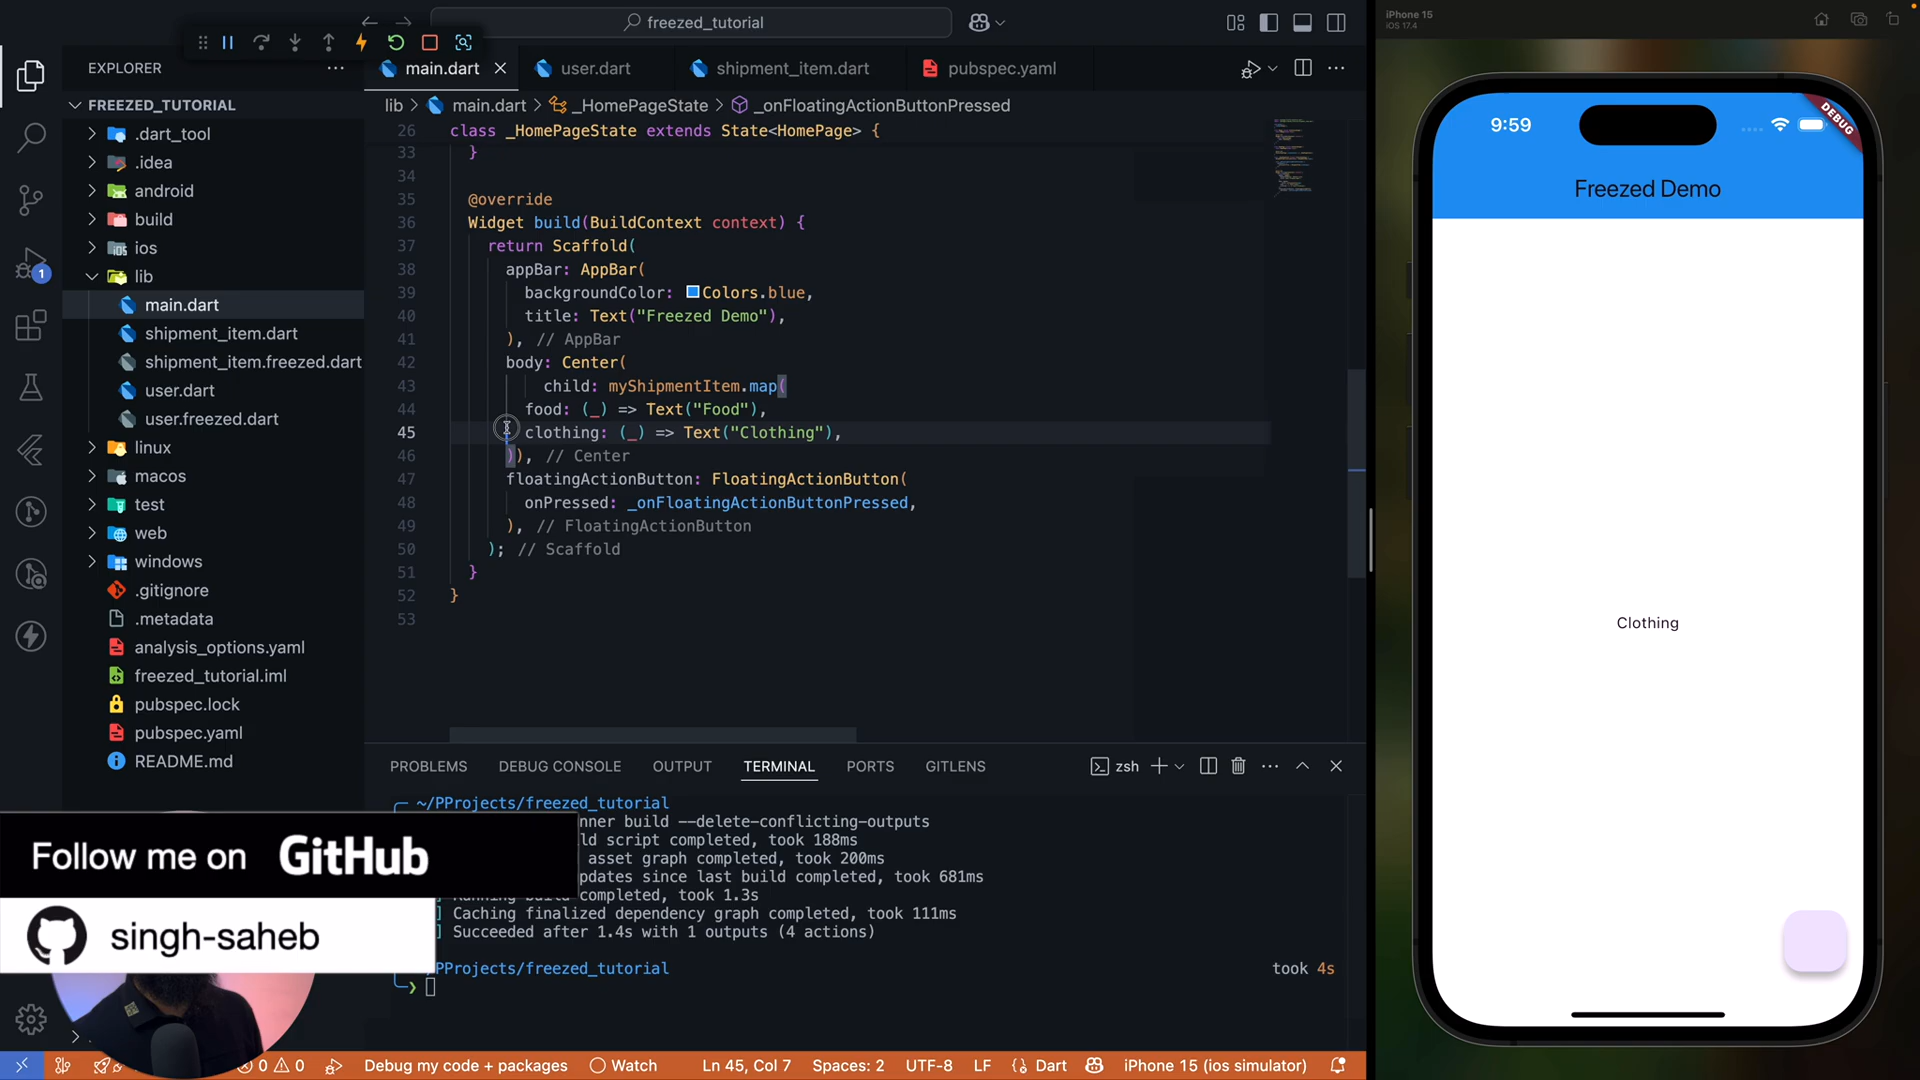 freezed_tutorial
EXPLORER
FREEZED_TUTORIAL
.dart_tool
.idea
android
build
ios
lib
main.dart
shipment_item.dart
shipment_item.freezed.dart
user.dart
user.freezed.dart
linux
macos
test
web
windows
.gitignore
.metadata
analysis_options.yaml
freezed_tutorial.iml
pubspec.lock
pubspec.yaml
README.md
1
main.dart
user.dart
shipment_item.dart
pubspec.yaml
lib > main.dart > _HomePageState > _onFloatingActionButtonPressed
26 class _HomePageState extends State<HomePage> {
33 }
34
35 @override
36 Widget build(BuildContext context) {
37 return Scaffold(
38 appBar: AppBar(
39 backgroundColor: Colors.blue,
40 title: Text("Freezed Demo"),
41 ), // AppBar
42 body: Center(
43 child: myShipmentItem.map(
44 food: (_) => Text("Food"),
45 clothing: (_) => Text("Clothing"),
46 )), // Center
47 floatingActionButton: FloatingActionButton(
48 onPressed: _onFloatingActionButtonPressed,
49 ), // FloatingActionButton
50 ); // Scaffold
51 }
52 }
53
PROBLEMS DEBUG CONSOLE OUTPUT TERMINAL PORTS GITLENS
zsh
~/PProjects/freezed_tutorial
nner build --delete-conflicting-outputs
ld script completed, took 188ms
asset graph completed, took 200ms
pdates since last build completed, took 681ms
completed, took 1.3s
] Caching finalized dependency graph completed, took 111ms
] Succeeded after 1.4s with 1 outputs (4 actions)
PProjects/freezed_tutorial took 4s
Follow me on GitHub
singh-saheb
0 0
Debug my code + packages
Watch
Ln 45, Col 7
Spaces: 2
UTF-8
LF
Dart
iPhone 15 (ios simulator)
iPhone 15
iOS 17.4
9:59
DEBUG
Freezed Demo
Clothing